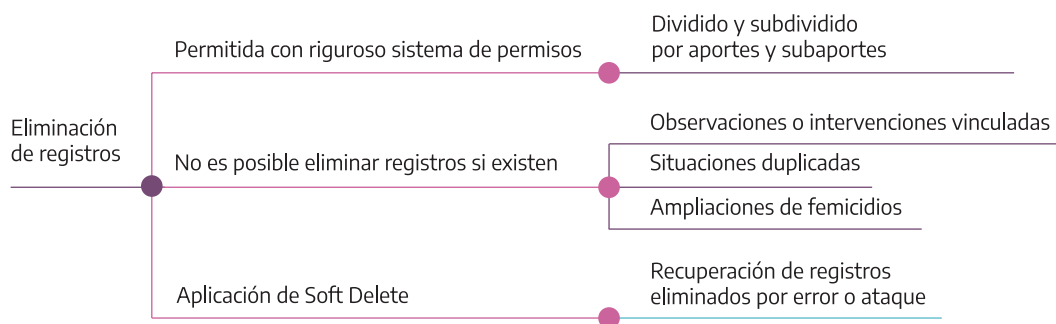 Eliminación
de registros
Permitida con riguroso sistema de permisos
Dividido y subdividido
por aportes y subaportes
No es posible eliminar registros si existen
Observaciones o intervenciones vinculadas
Situaciones duplicadas
Ampliaciones de femicidios
Aplicación de Soft Delete
Recuperación de registros
eliminados por error o ataque